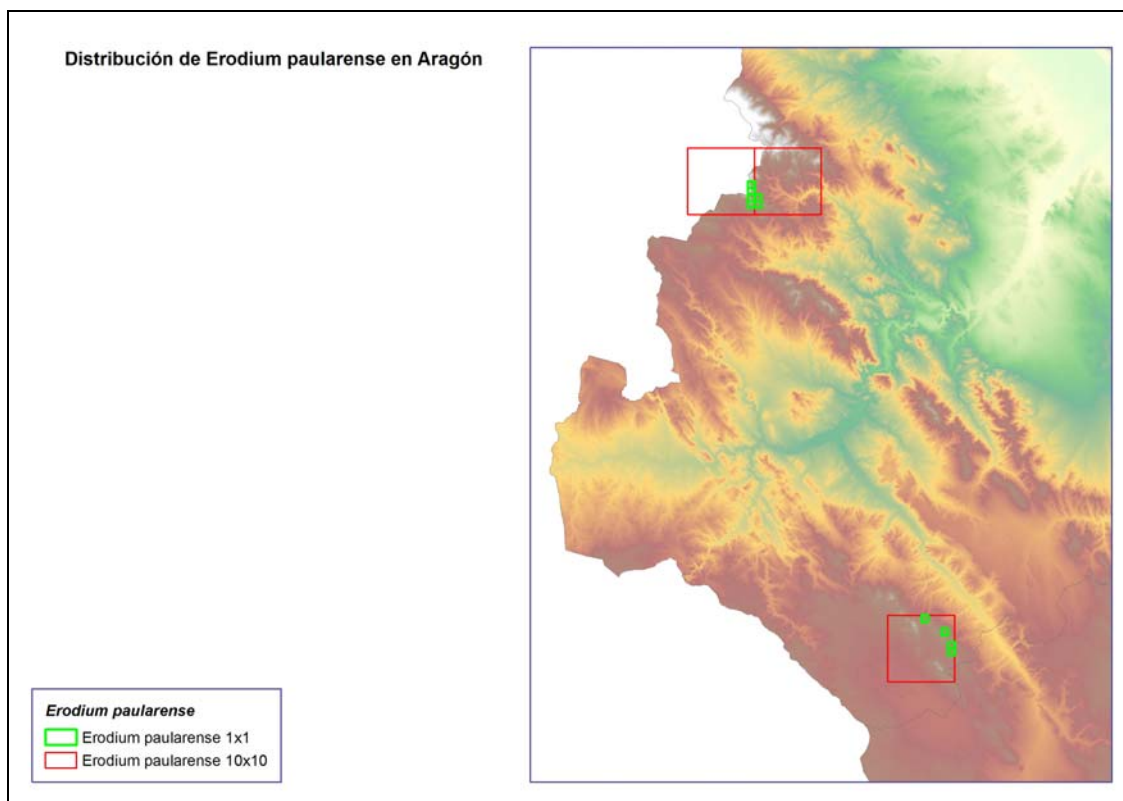 Distribución de Erodium paularense en Aragón
Erodium paularense
Erodium paularense 1x1
Erodium paularense 10x10